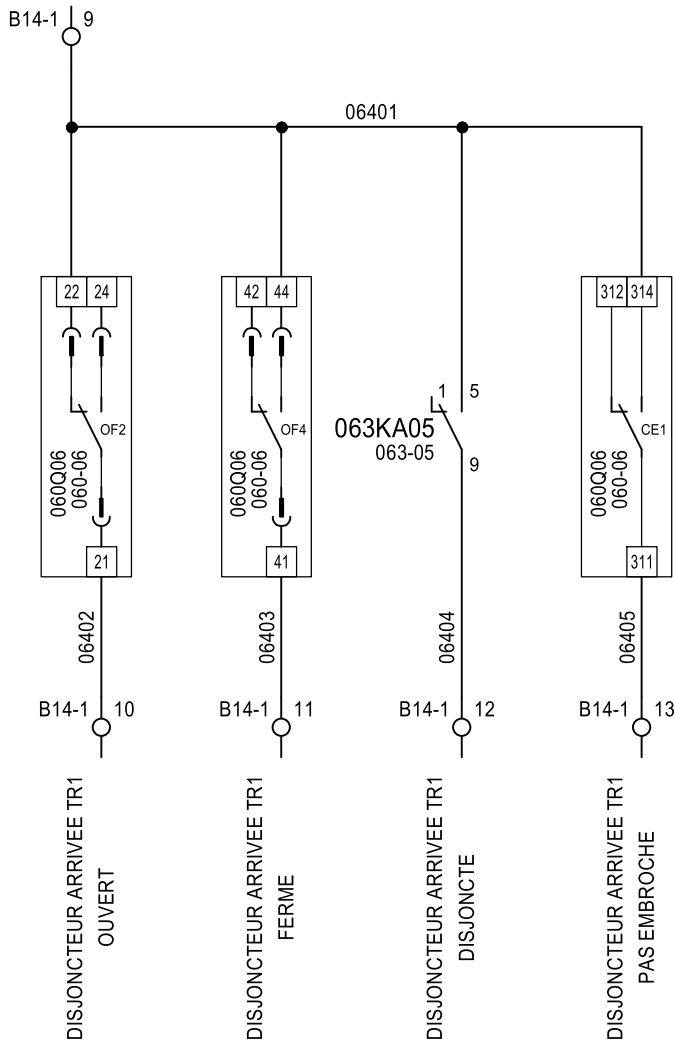 B14-1 9
06401
22 24
42 44
312 314
OF2
OF4
1 5
CE1
060Q06
060-06
060Q06
060-06
063KA05
063-05
9
060Q06
060-06
21
41
311
06402
06403
06404
06405
B14-1 10
B14-1 11
B14-1 12
B14-1 13
DISJONCTEUR ARRIVEE TR1
OUVERT
DISJONCTEUR ARRIVEE TR1
FERME
DISJONCTEUR ARRIVEE TR1
DISJONCTE
DISJONCTEUR ARRIVEE TR1
PAS EMBROCHE